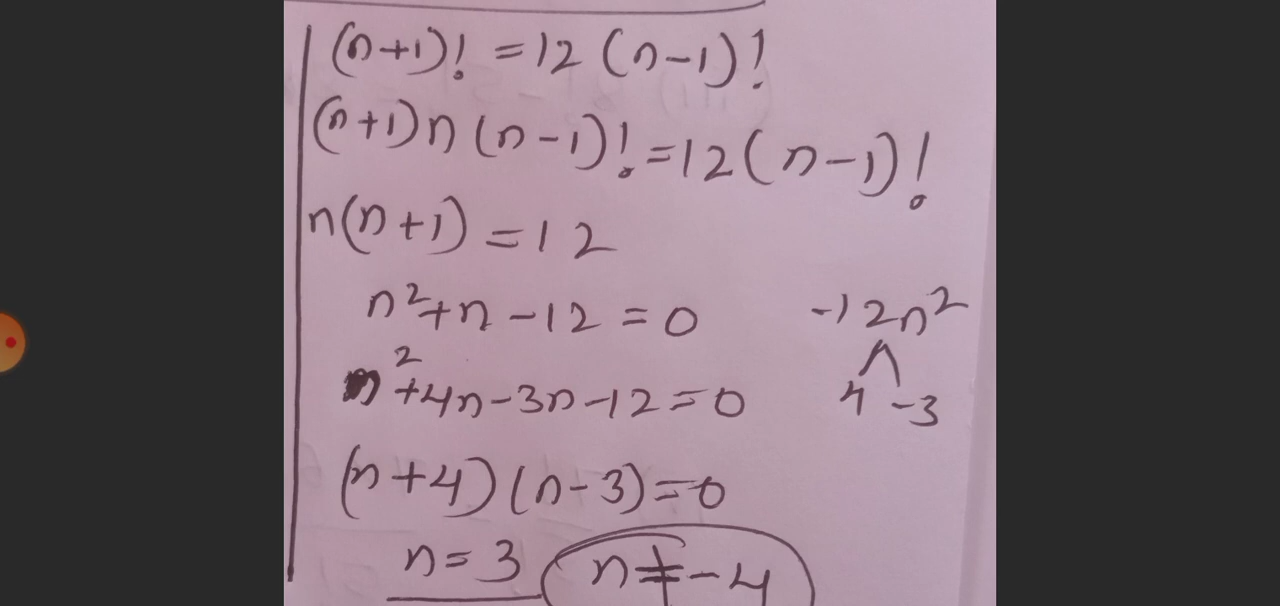 (n+1)! = 12 (n-1)!
(n+1)n (n-1)! = 12 (n-1)!
n(n+1) = 12
n²+n-12 = 0
-12n²
n²+4n-3n-12=0
4 -3
(n+4)(n-3)=0
n=3 n≠-4